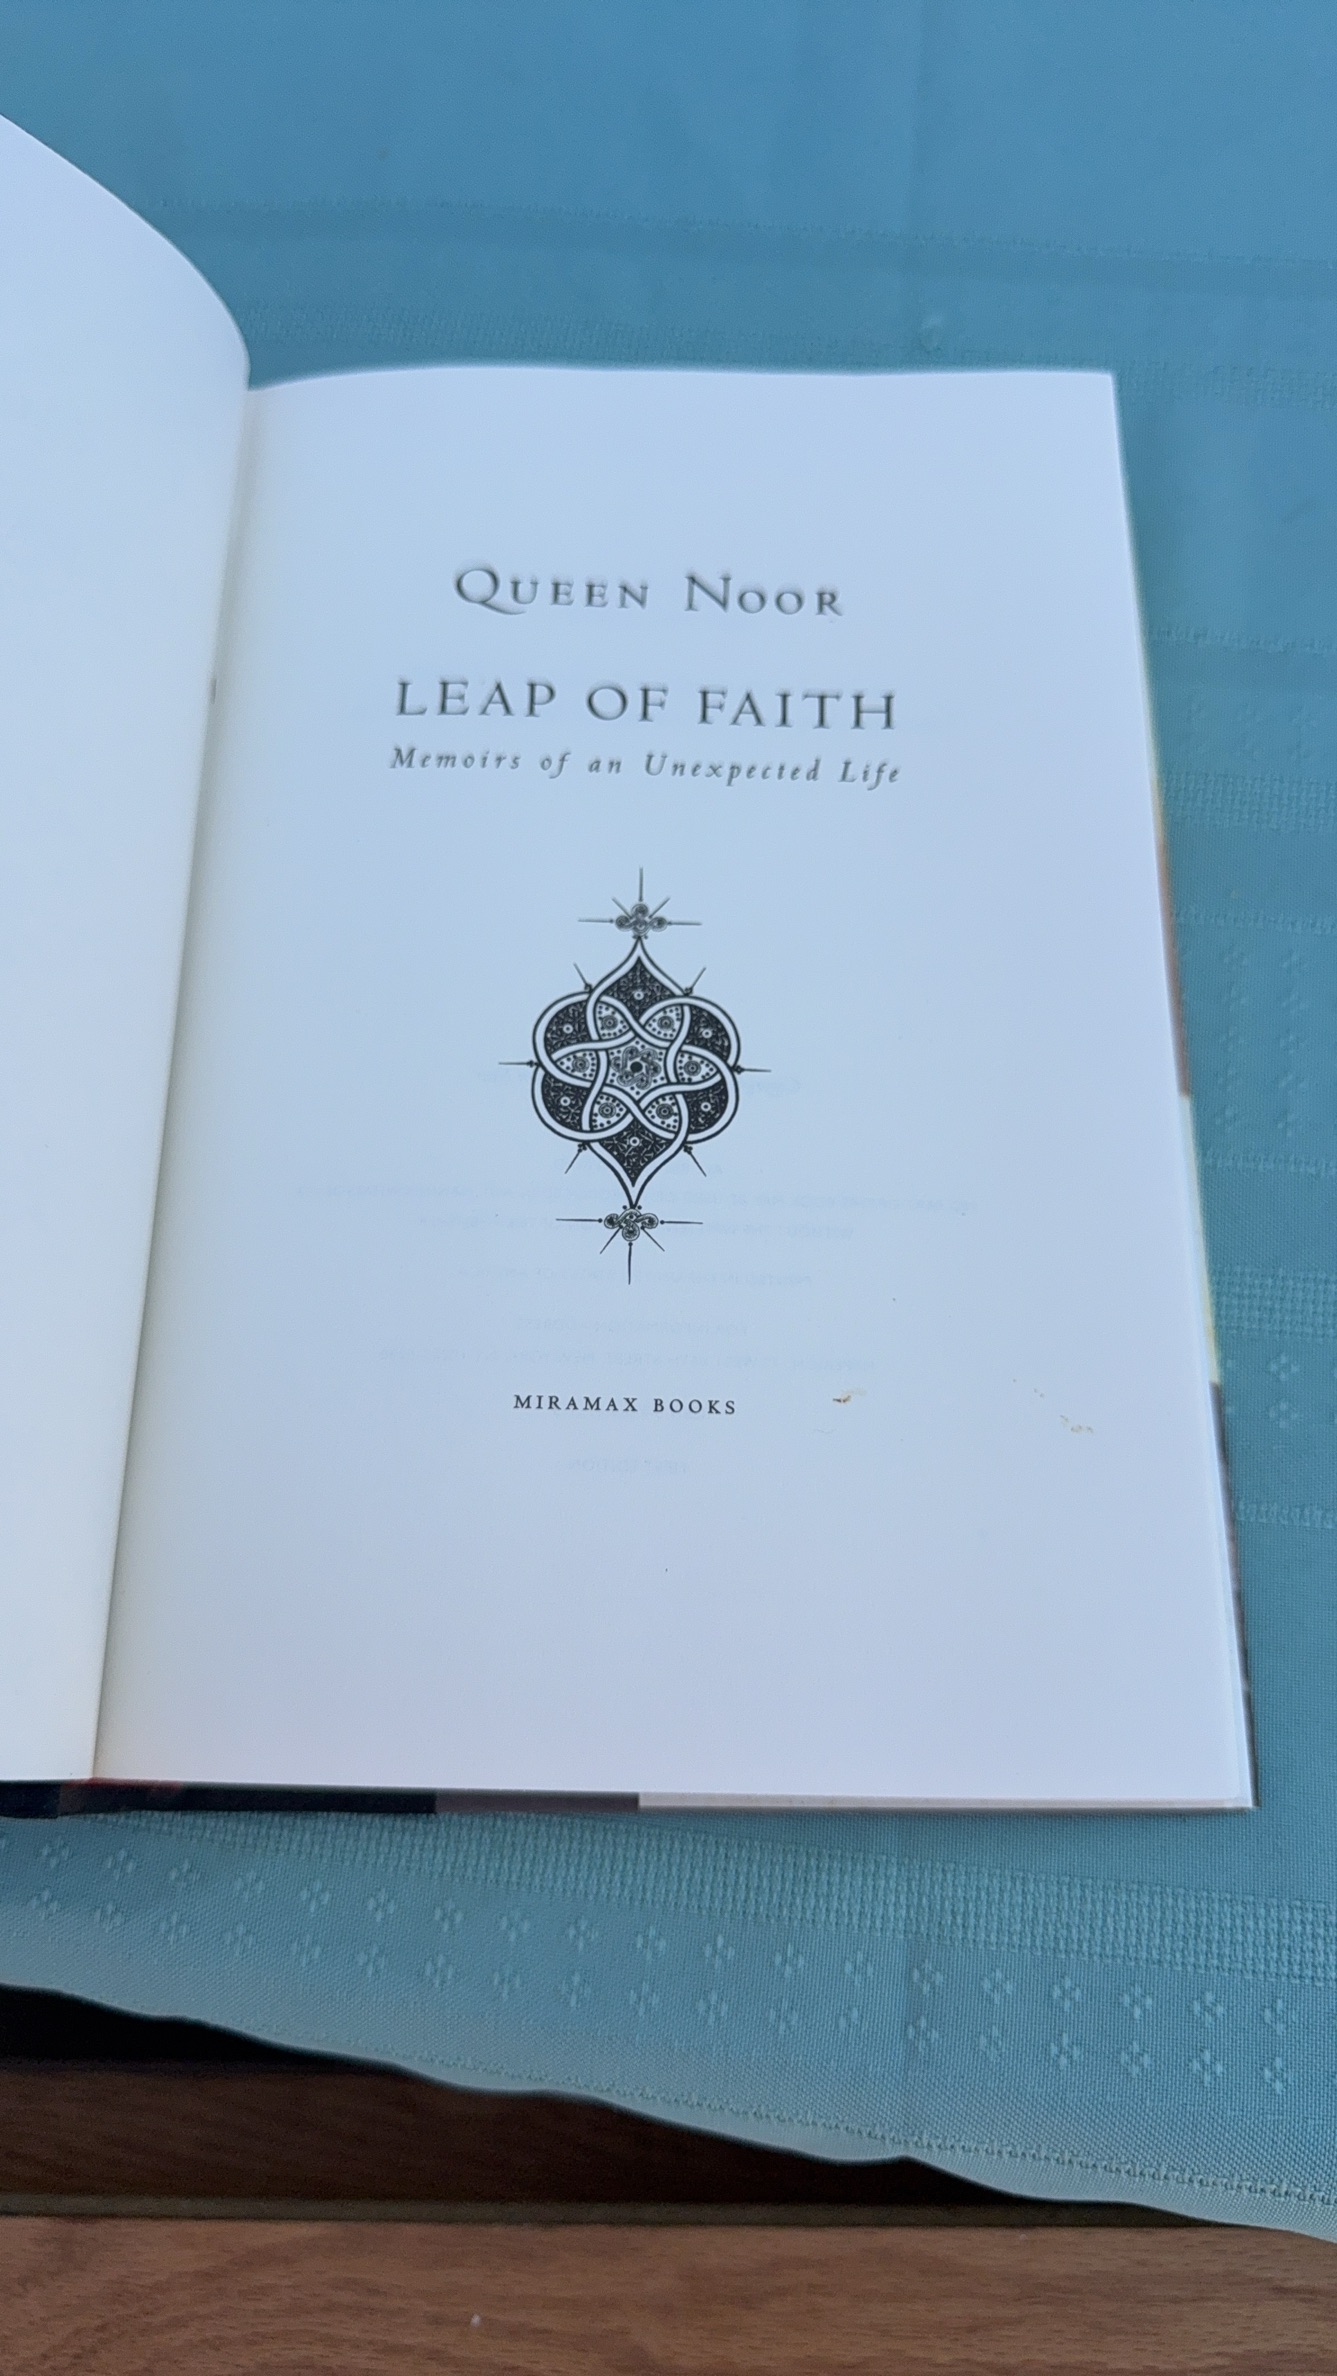 QUEEN NOOR
LEAP OF FAITH
Memoirs of an Unexpected Life
MIRAMAX BOOKS